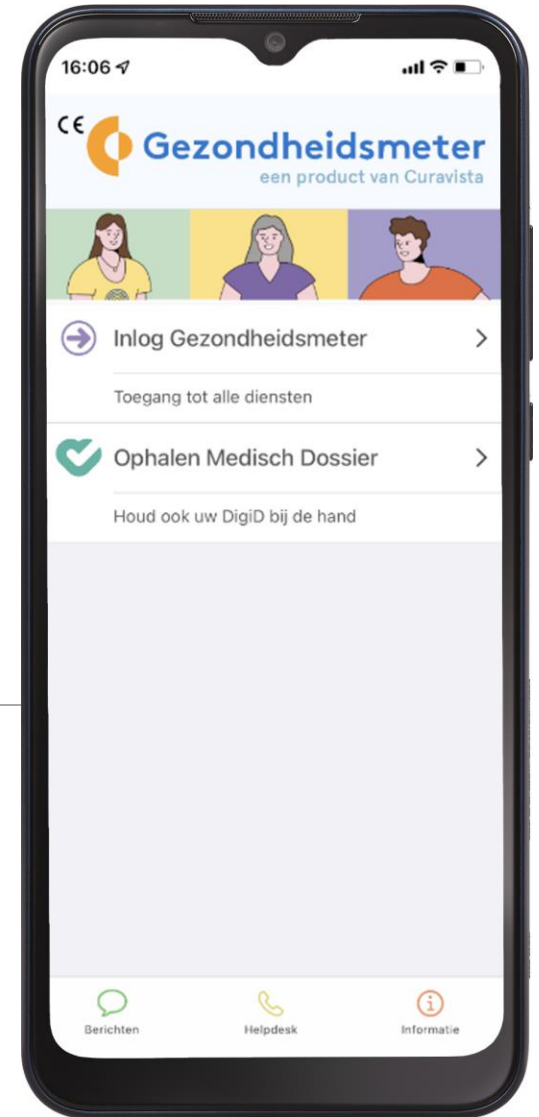 16:06
CE
Gezondheidsmeter
een product van Curavista
Inlog Gezondheidsmeter
Toegang tot alle diensten
Ophalen Medisch Dossier
Houd ook uw DigiD bij de hand
Berichten
Helpdesk
Informatie